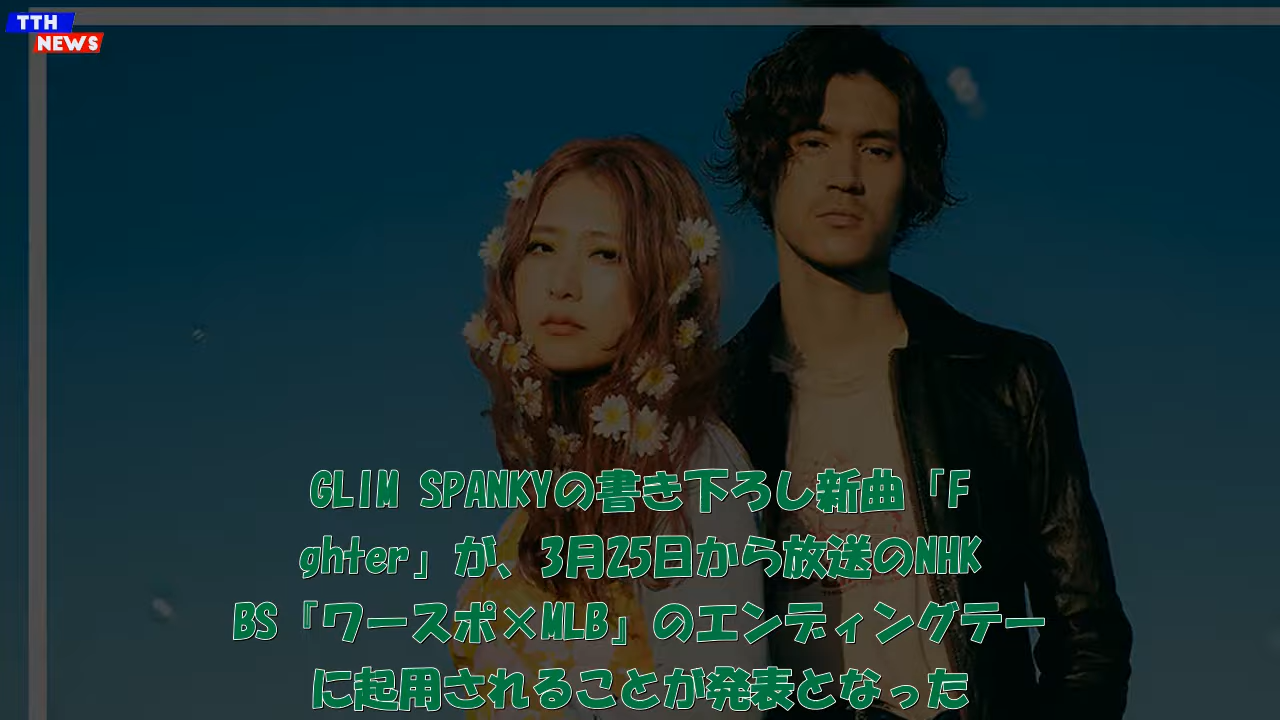 TTH
NEWS
GLIM SPANKYの書き下ろし新曲「F
ghter」が、3月25日から放送のNHK
BS『ワースポ×MLB』のエンディングテー
に起用されることが発表となった